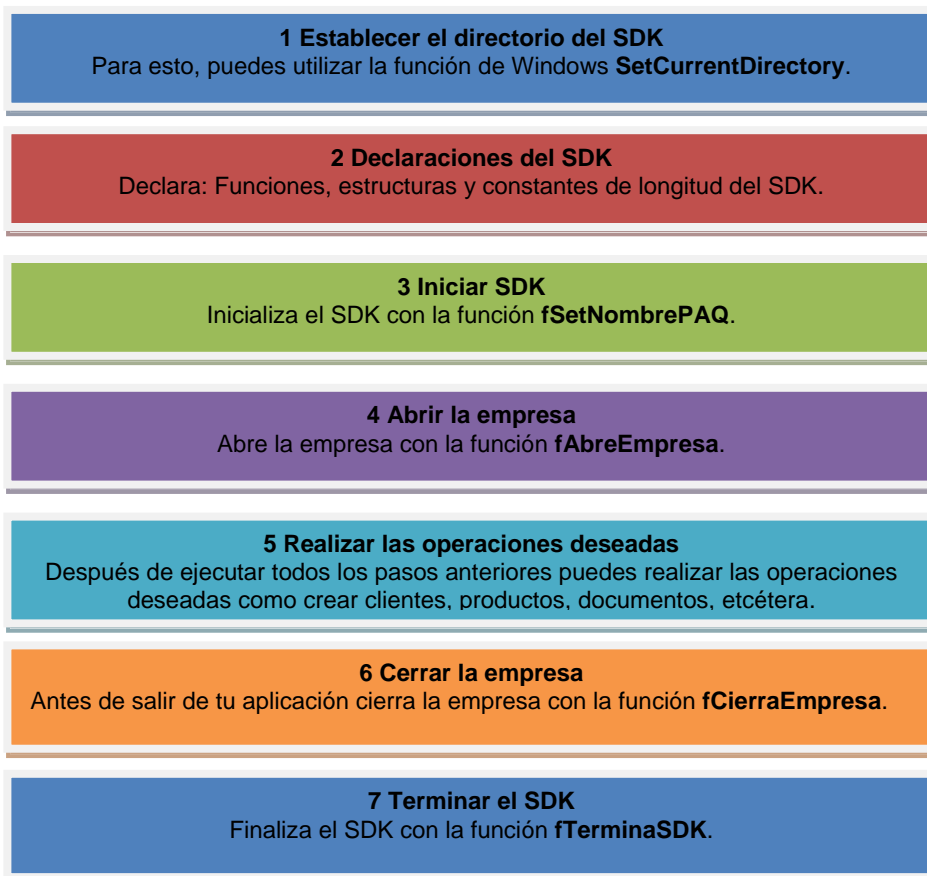 1 Establecer el directorio del SDK
Para esto, puedes utilizar la función de Windows SetCurrentDirectory.
2 Declaraciones del SDK
Declara: Funciones, estructuras y constantes de longitud del SDK.
3 Iniciar SDK
Inicializa el SDK con la función fSetNombrePAQ.
4 Abrir la empresa
Abre la empresa con la función fAbreEmpresa.
5 Realizar las operaciones deseadas
Después de ejecutar todos los pasos anteriores puedes realizar las operaciones
deseadas como crear clientes, productos, documentos, etcétera.
6 Cerrar la empresa
Antes de salir de tu aplicación cierra la empresa con la función fCierraEmpresa.
7 Terminar el SDK
Finaliza el SDK con la función fTerminaSDK.